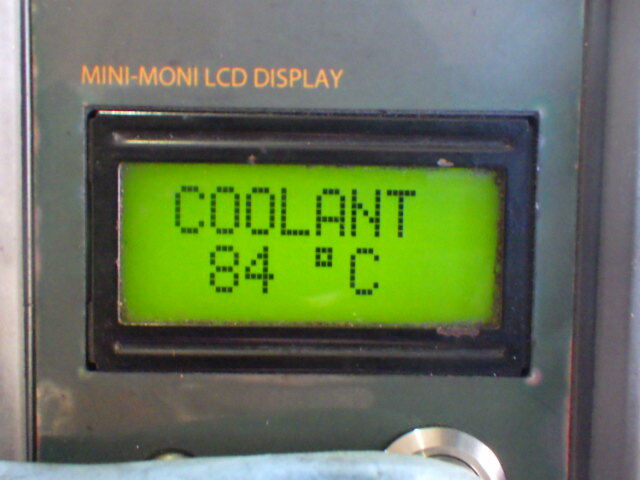 MINI-MONI LCD DISPLAY
COOLANT
84 °C